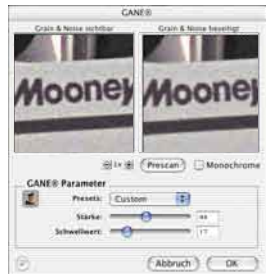 GANE®
Grain & Noise sichtbar
Grain & Noise beseitigt
Mooney
Mooney
1x
Prescan
Monochrome
GANE® Parameter
Presets: Custom
Stärke:
Schwellwert: 17
Abbruch
OK